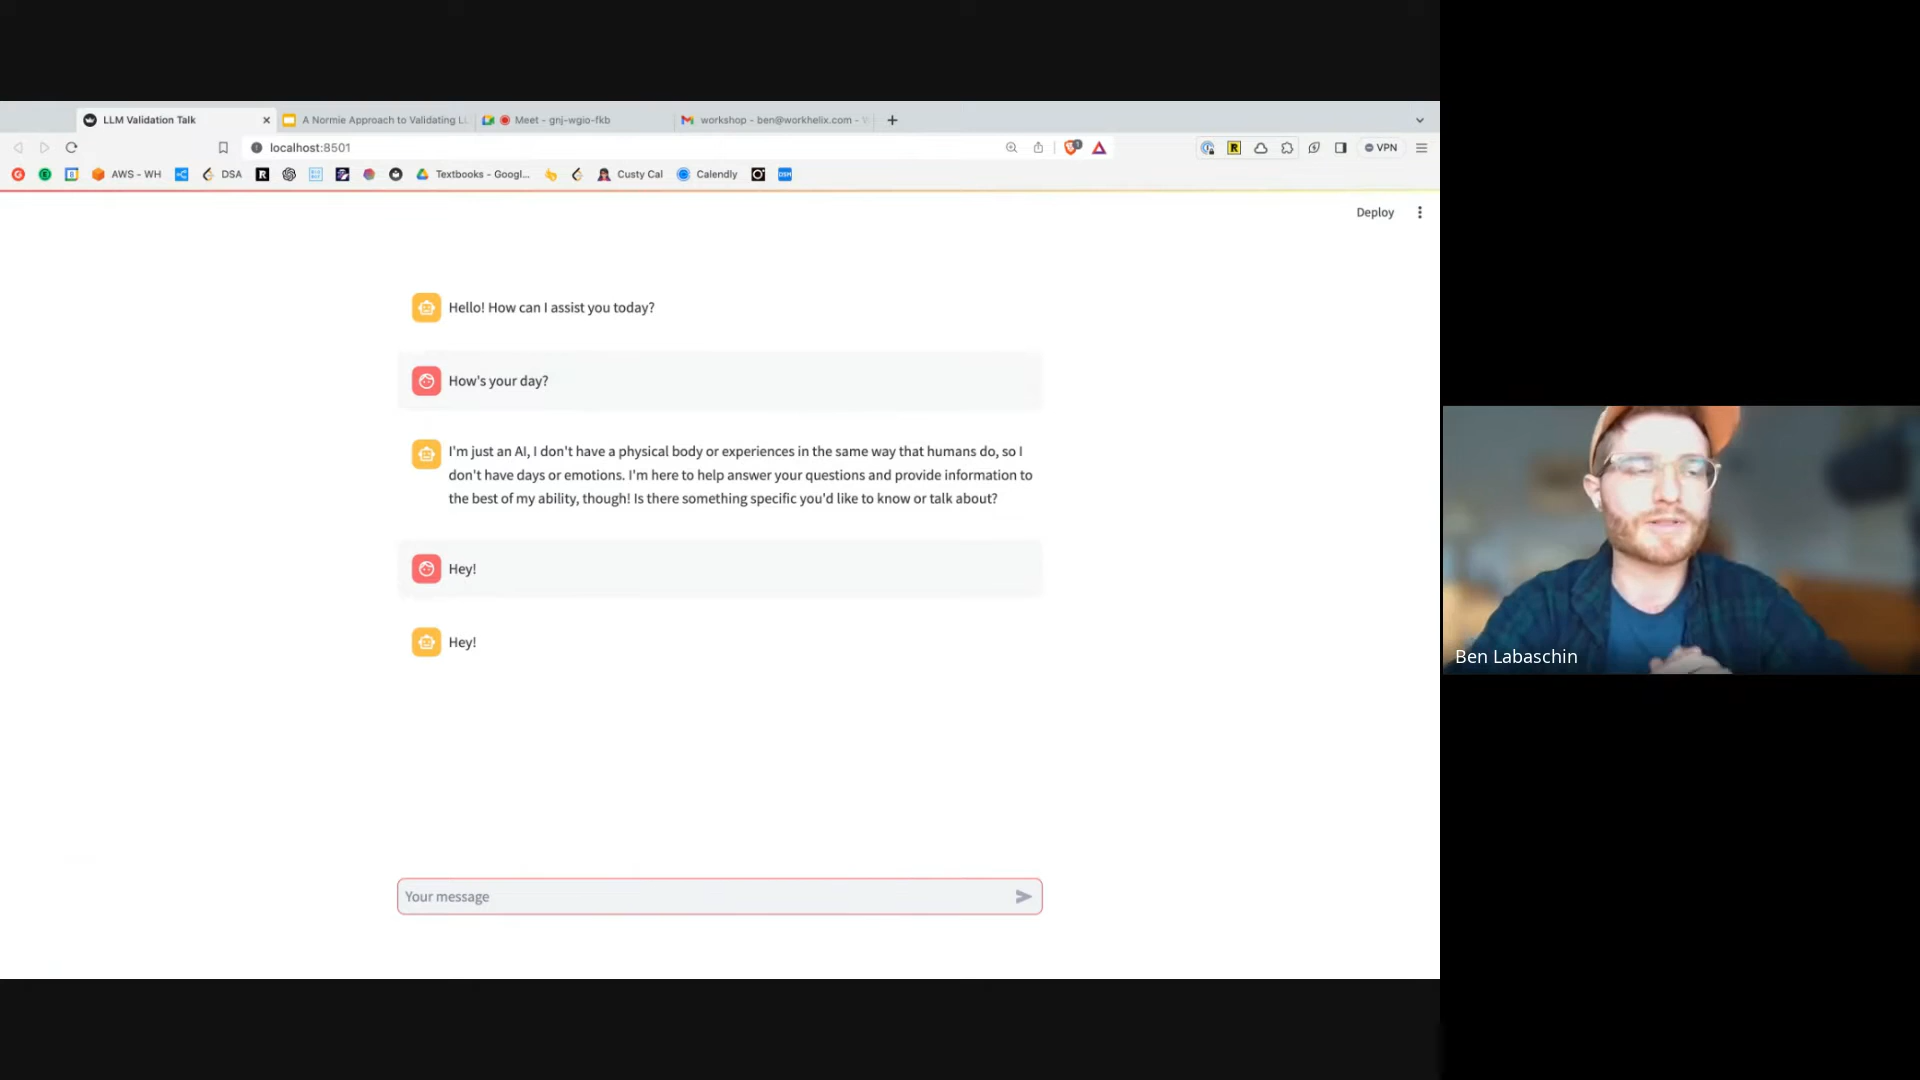 LLM Validation Talk
A Normie Approach to Validating L
Meet - gnj-wgio-fkb
workshop - ben@workhelix.com -
localhost:8501
VPN
AWS - WH
DSA
Textbooks - Googl...
Custy Cal
Calendly
Deploy
Hello! How can I assist you today?
How's your day?
I'm just an AI, I don't have a physical body or experiences in the same way that humans do, so I
don't have days or emotions. I'm here to help answer your questions and provide information to
the best of my ability, though! Is there something specific you'd like to know or talk about?
Hey!
Hey!
Ben Labaschin
Your message